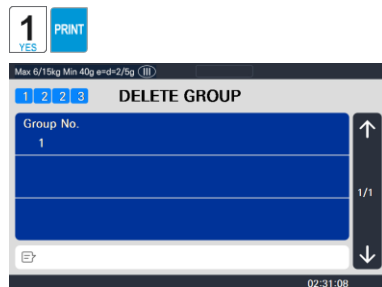 1
YES
PRINT
Max 6/15kg Min 40g e=d=2/5g (III)
1 2 2 3 DELETE GROUP
Group No.
1
1/1
02:31:08